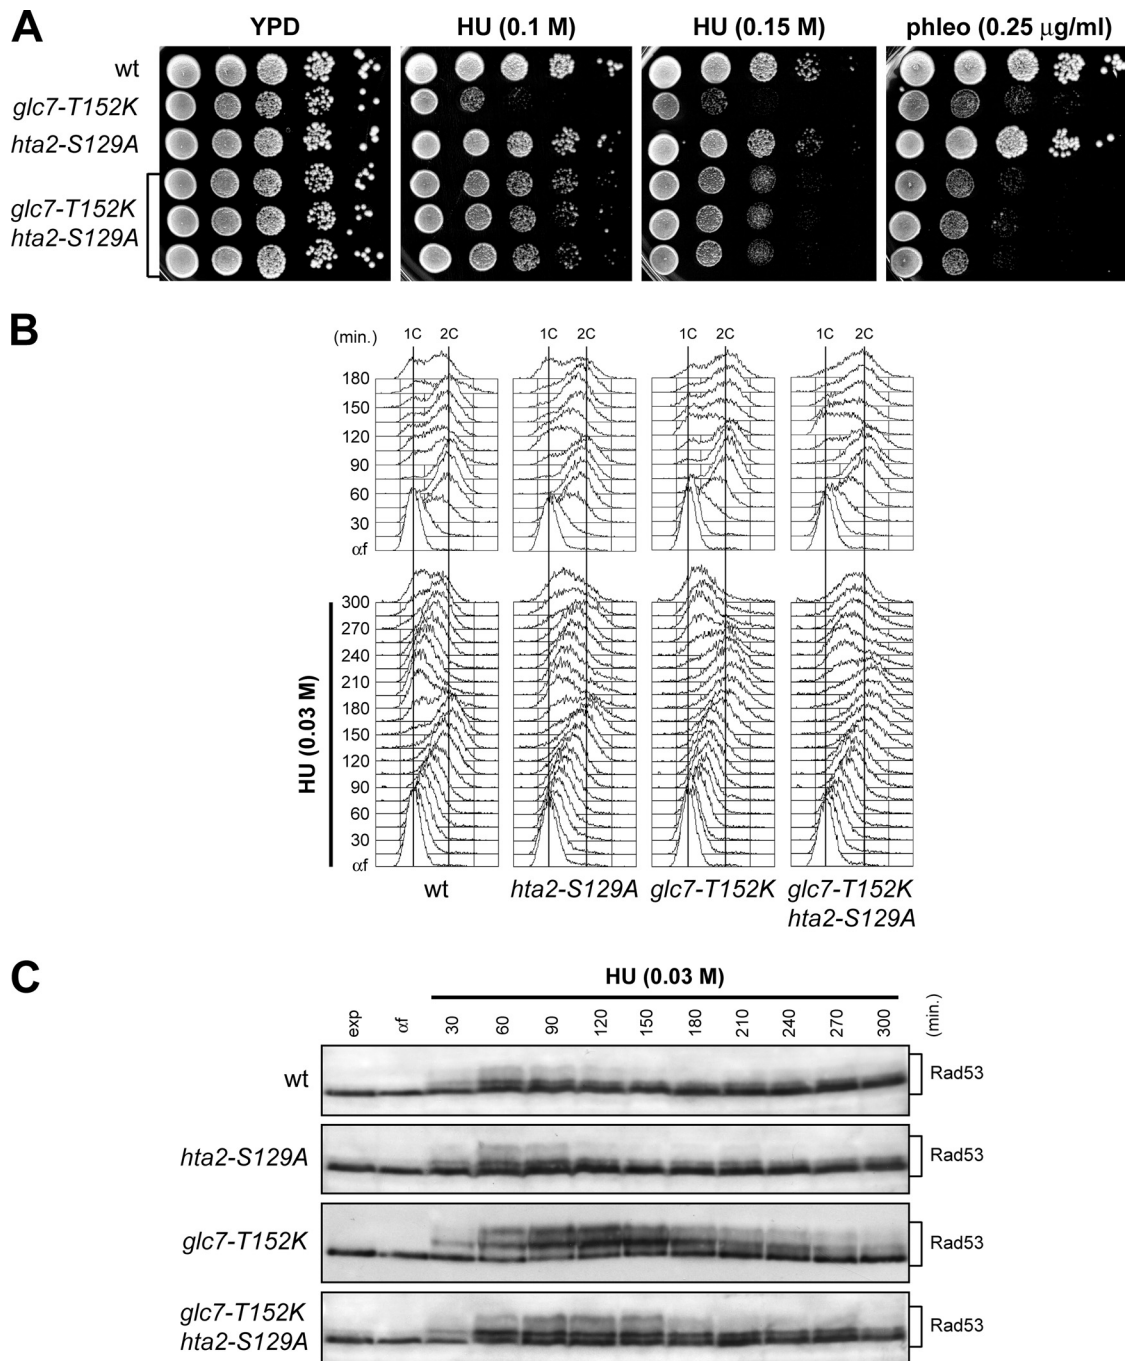 A
YPD
HU (0.1 M)
HU (0.15 M)
phleo (0.25 μg/ml)
wt
glc7-T152K
hta2-S129A
glc7-T152K
hta2-S129A
B
(min.)
1C 2C 1C 2C 1C 2C 1C 2C
180
150
120
90
60
30
αf
HU (0.03 M)
300
270
240
210
180
150
120
90
60
30
αf
wt
hta2-S129A
glc7-T152K
glc7-T152K
hta2-S129A
C
HU (0.03 M)
exp αf 30 60 90 120 150 180 210 240 270 300 (min.)
wt
Rad53
hta2-S129A
Rad53
glc7-T152K
Rad53
glc7-T152K
hta2-S129A
Rad53